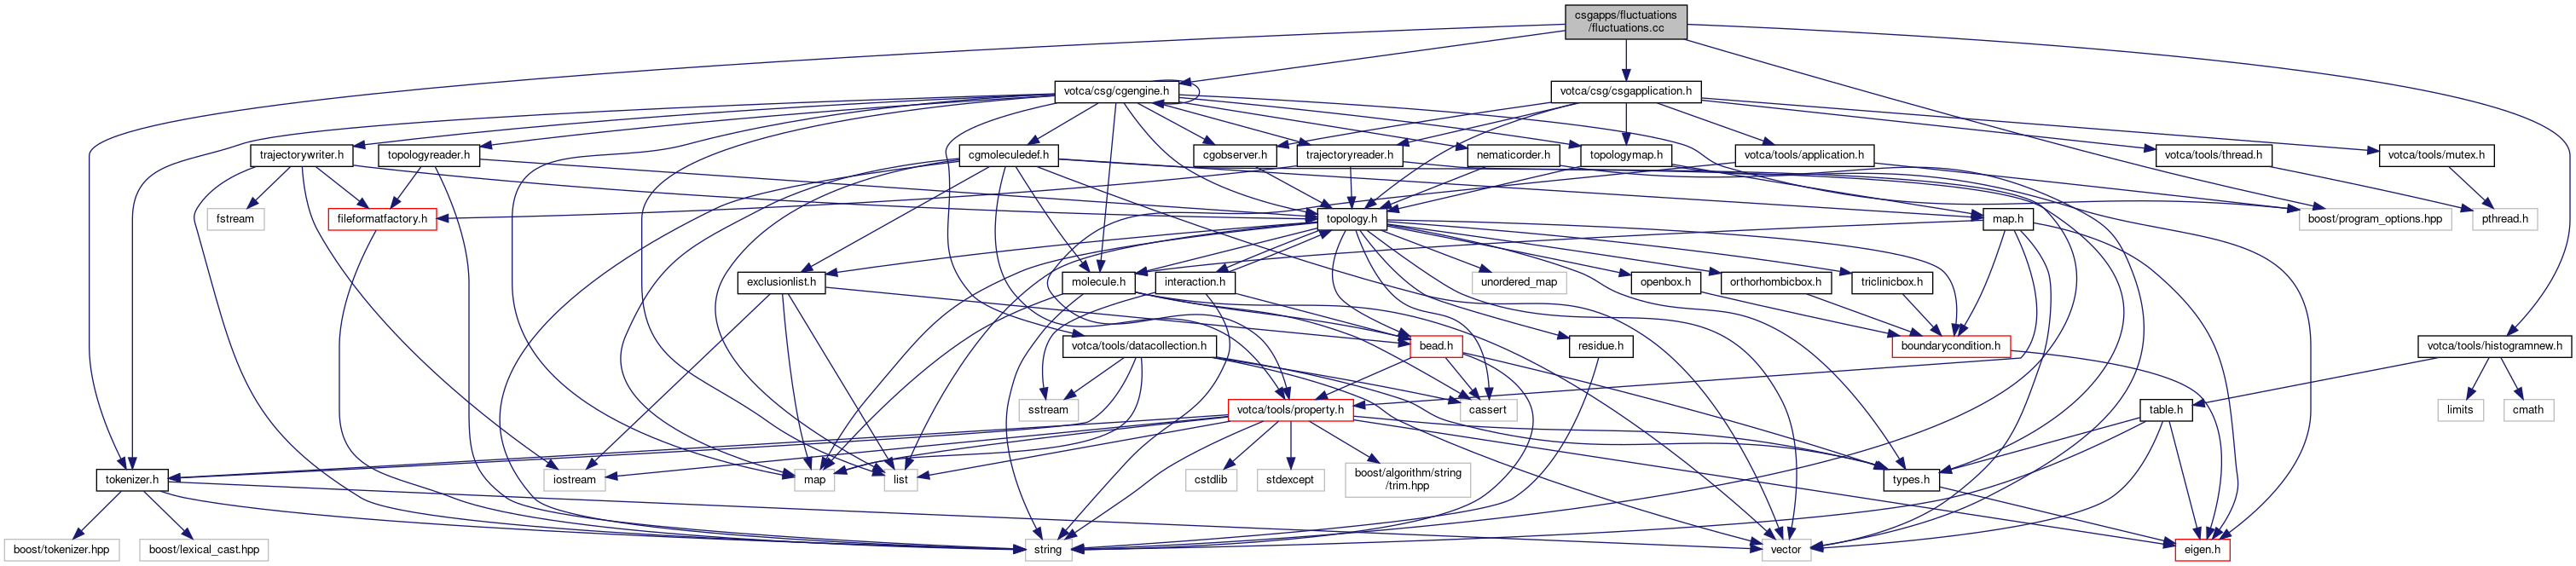 csgapps/fluctuations
/fluctuations.cc
votca/csg/cgengine.h
votca/csg/csgapplication.h
trajectorywriter.h
topologyreader.h
cgmoleculedef.h
cgobserver.h
trajectoryreader.h
nematicorder.h
topologymap.h
votca/tools/application.h
votca/tools/thread.h
votca/tools/mutex.h
fstream
fileformatfactory.h
topology.h
map.h
boost/program_options.hpp
pthread.h
exclusionlist.h
molecule.h
interaction.h
unordered_map
openbox.h
orthorhombicbox.h
triclinicbox.h
votca/tools/datacollection.h
bead.h
residue.h
boundarycondition.h
votca/tools/histogramnew.h
sstream
votca/tools/property.h
cassert
table.h
limits
cmath
tokenizer.h
iostream
map
list
cstdlib
stdexcept
boost/algorithm/string
/trim.hpp
types.h
boost/tokenizer.hpp
boost/lexical_cast.hpp
string
vector
eigen.h